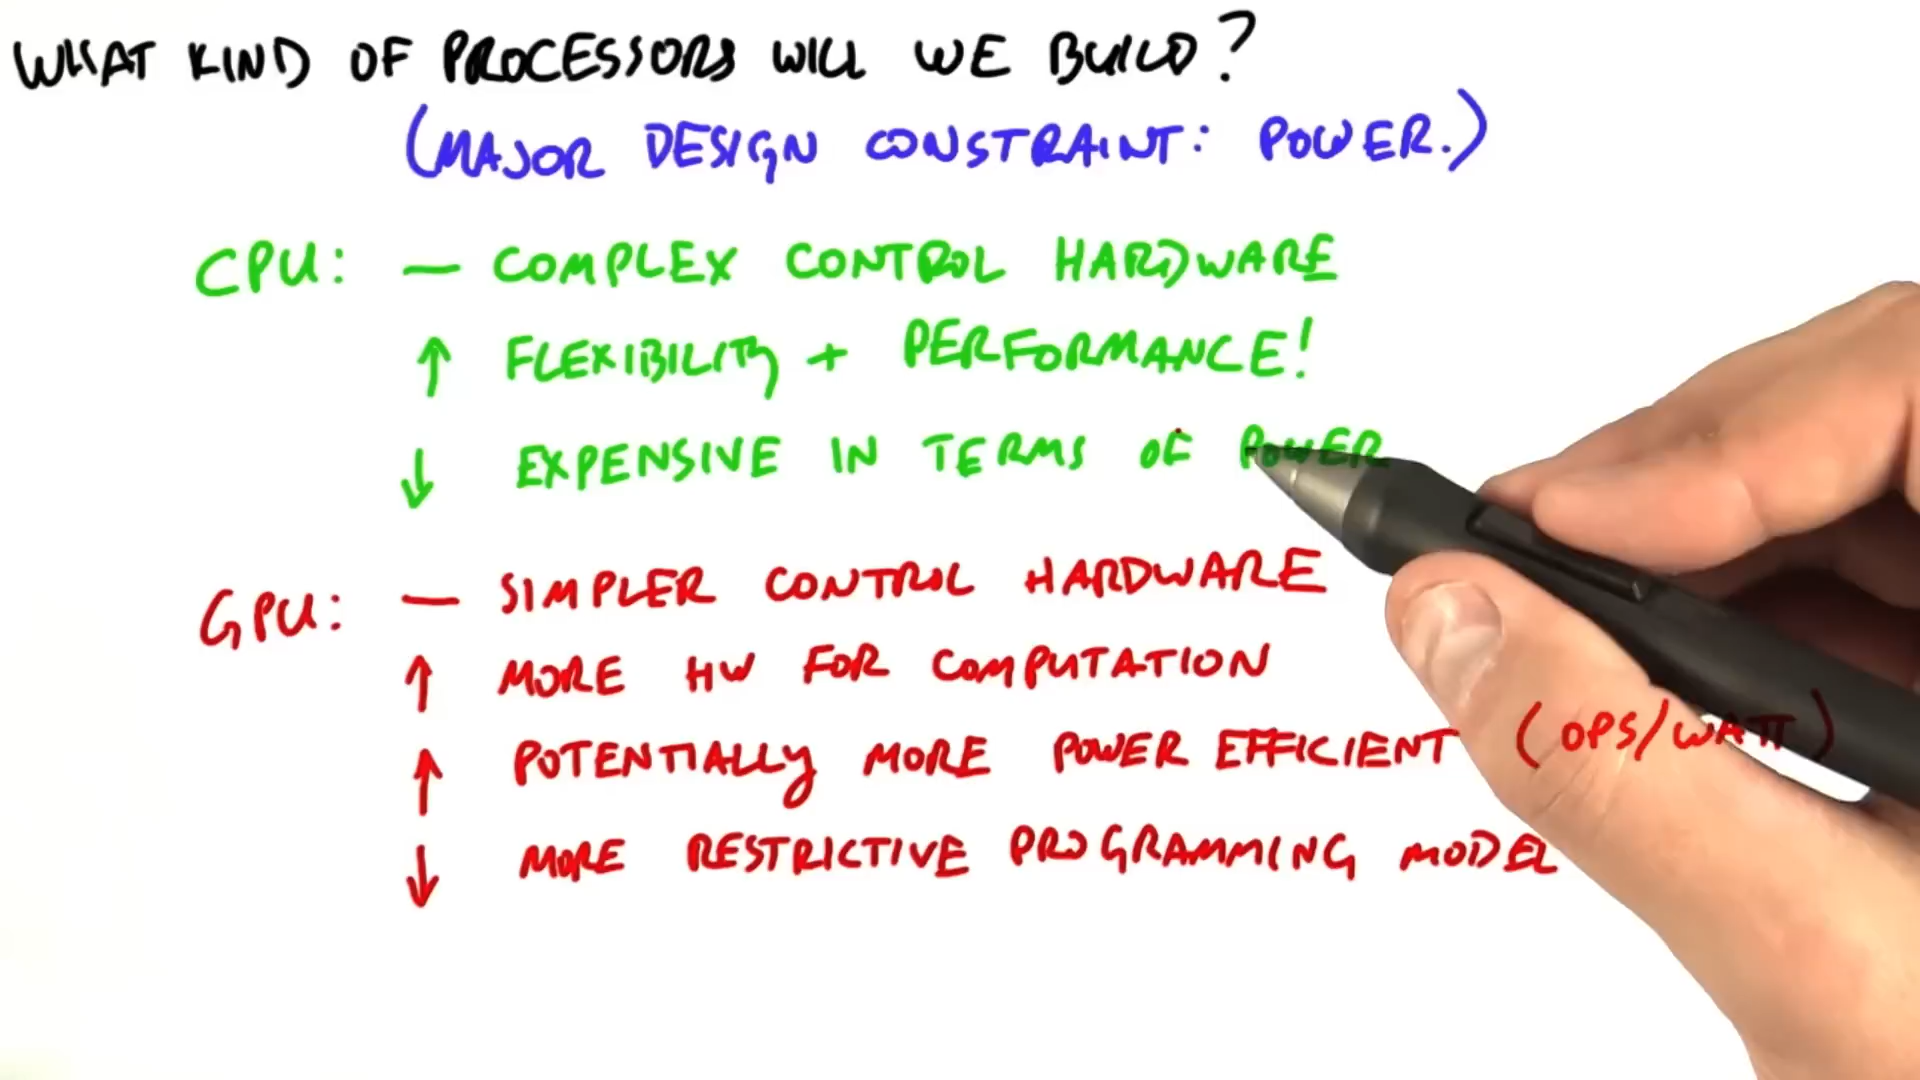 WHAT KIND OF PROCESSORS WILL WE BUILD?
(MAJOR DESIGN CONSTRAINT: POWER.)
CPU: — COMPLEX CONTROL HARDWARE
↑ FLEXIBILITY + PERFORMANCE!
↓ EXPENSIVE IN TERMS OF POWER
GPU: — SIMPLER CONTROL HARDWARE
↑ MORE HW FOR COMPUTATION
↑ POTENTIALLY MORE POWER EFFICIENT (OPS/WATT)
↓ MORE RESTRICTIVE PROGRAMMING MODEL